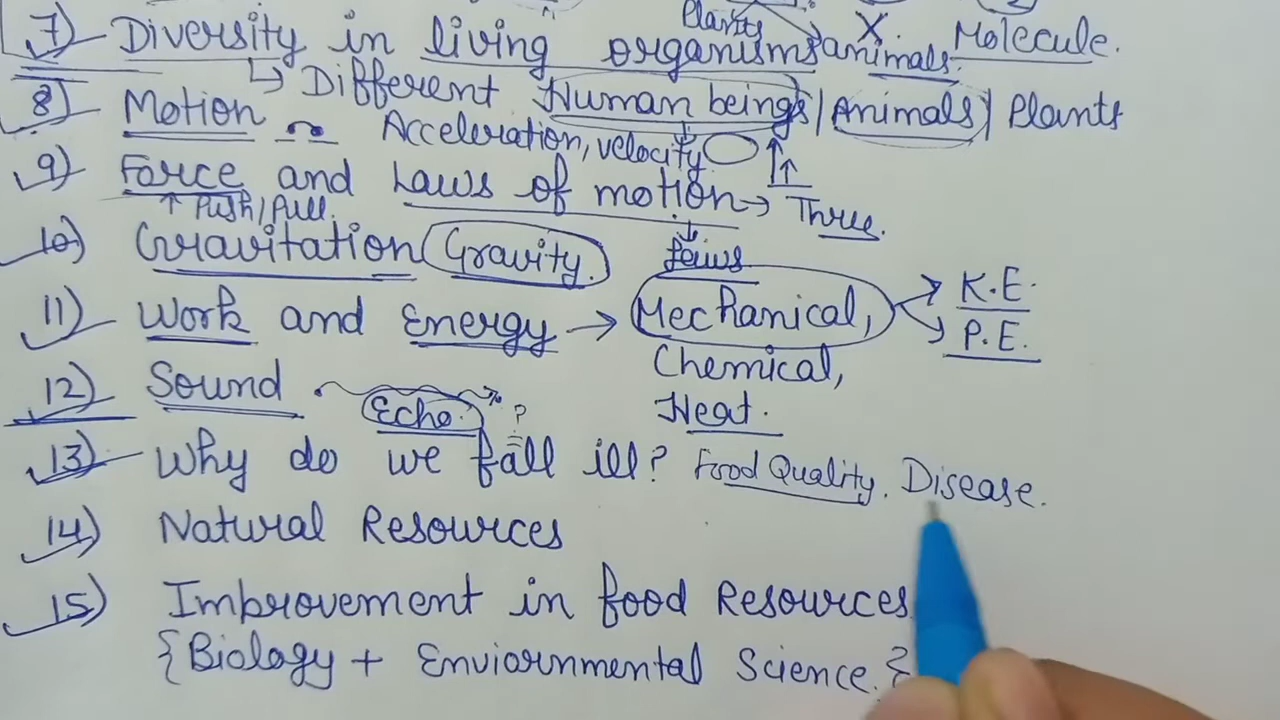 Plants
7) Diversity in living organisms animals. X. Molecule.
↳ Different Human beings / Animals / Plants
8) Motion
Acceleration, velocity
9) Force and Laws of motion → Three.
↑ Push/Pull.
10) Gravitation (Gravity.)
11) Work and Energy → Mechanical, K.E.
P.E.
Chemical,
Heat.
12) Sound
Echo.
?
13) Why do we fall ill? Food Quality. Disease.
14) Natural Resources
15) Improvement in food Resources
{Biology + Enviornmental Science.}